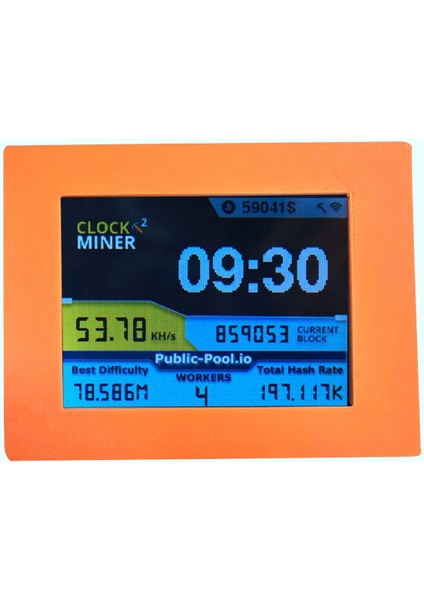 59041$
CLOCK 2
MINER
09:30
53.78 KH/s
859053 CURRENT
BLOCK
Public-Pool.io
Best Difficulty WORKERS Total Hash Rate
78.586M 4 197.117K